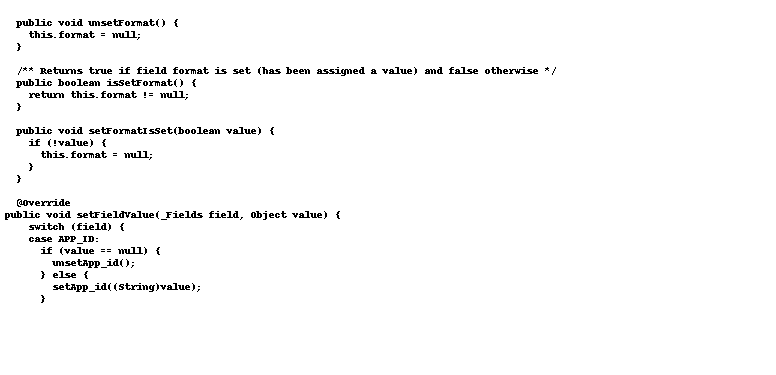 public void unsetFormat() {
this.format = null;
}
/** Returns true if field format is set (has been assigned a value) and false otherwise */
public boolean isSetFormat() {
return this.format != null;
}
public void setFormatIsSet(boolean value) {
if (!value) {
this.format = null;
}
}
@Override
public void setFieldValue(_Fields field, Object value) {
switch (field) {
case APP_ID:
if (value == null) {
unsetApp_id();
} else {
setApp_id((String)value);
}